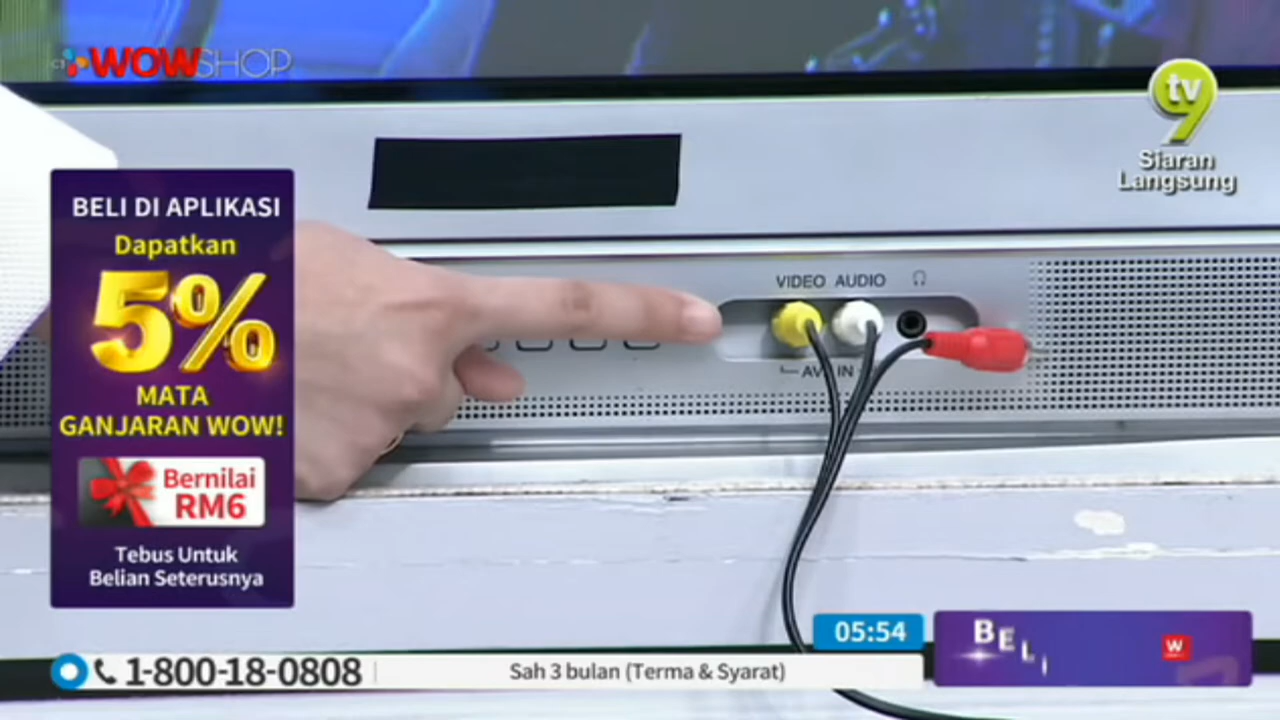 CJ WOWSHOP
tv9
Siaran
Langsung
BELI DI APLIKASI
Dapatkan
5%
MATA
GANJARAN WOW!
Bernilai
RM6
Tebus Untuk
Belian Seterusnya
VIDEO AUDIO
AV IN
05:54
BELI
W
1-800-18-0808
Sah 3 bulan (Terma & Syarat)